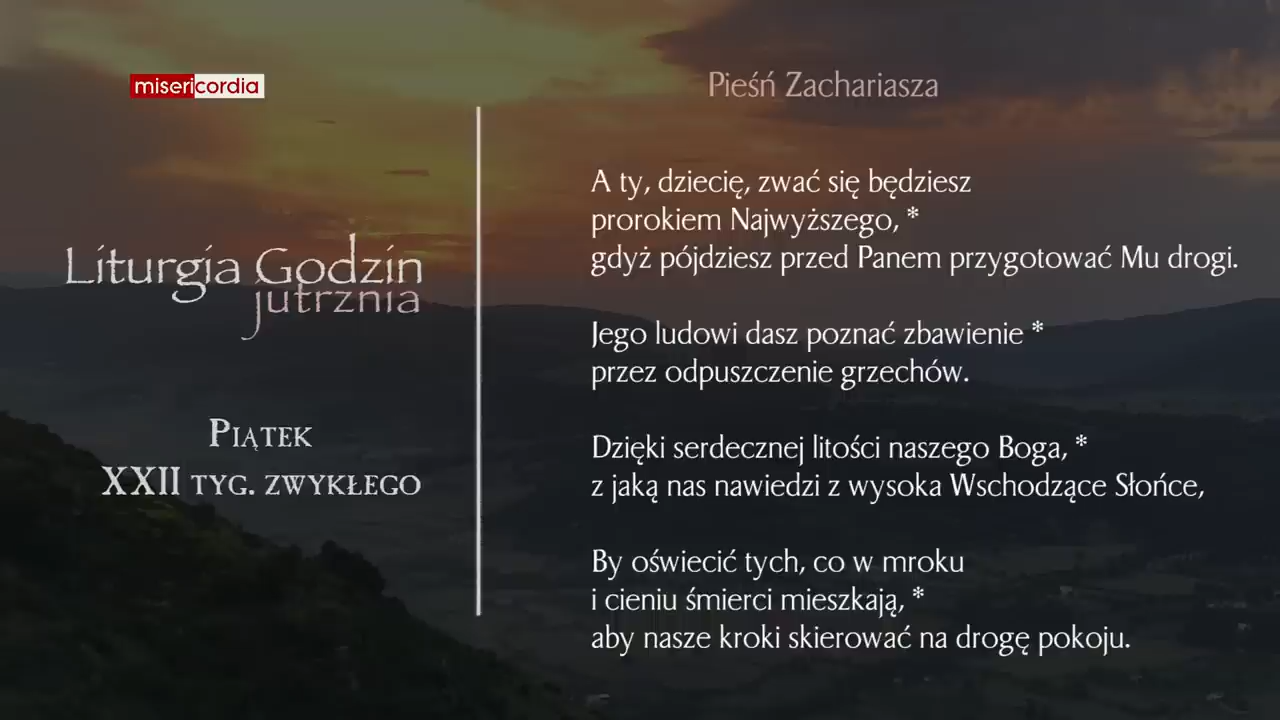 misericordia
Liturgia Godzin
jutrznia
Piątek
XXII tyg. zwykłego
Pieśń Zachariasza
A ty, dziecię, zwać się będziesz
prorokiem Najwyższego, *
gdyż pójdziesz przed Panem przygotować Mu drogi.
Jego ludowi dasz poznać zbawienie *
przez odpuszczenie grzechów.
Dzięki serdecznej litości naszego Boga, *
z jaką nas nawiedzi z wysoka Wschodzące Słońce,
By oświecić tych, co w mroku
i cieniu śmierci mieszkają, *
aby nasze kroki skierować na drogę pokoju.